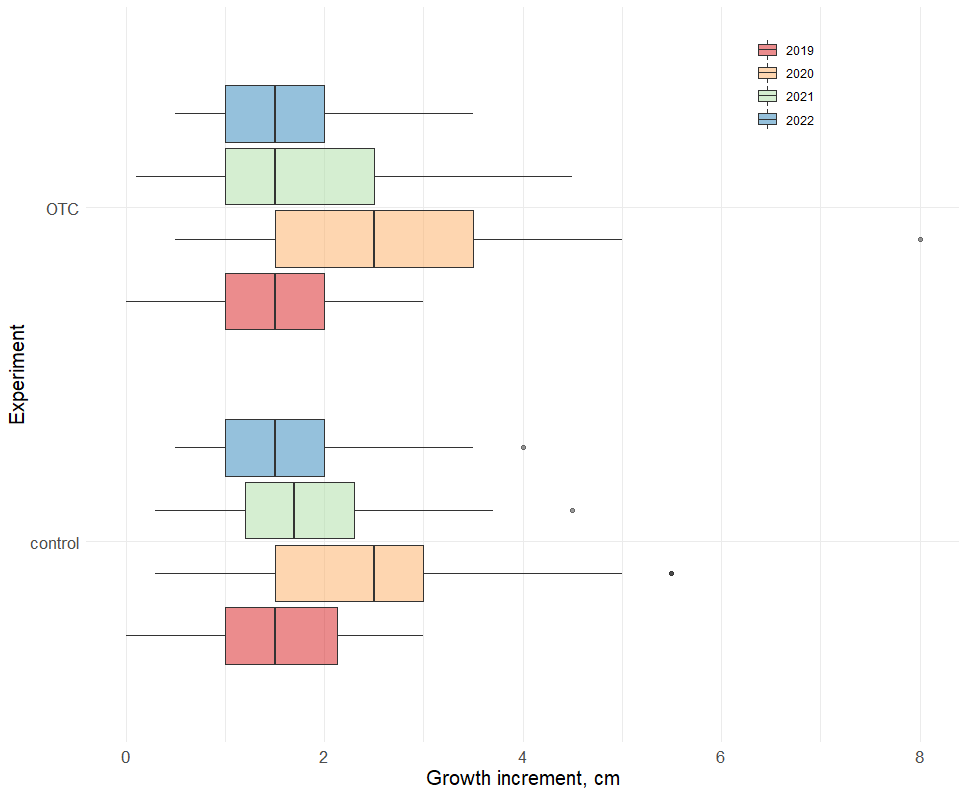 2019
2020
2021
2022
OTC
control
Experiment
0 2 4 6 8
Growth increment, cm